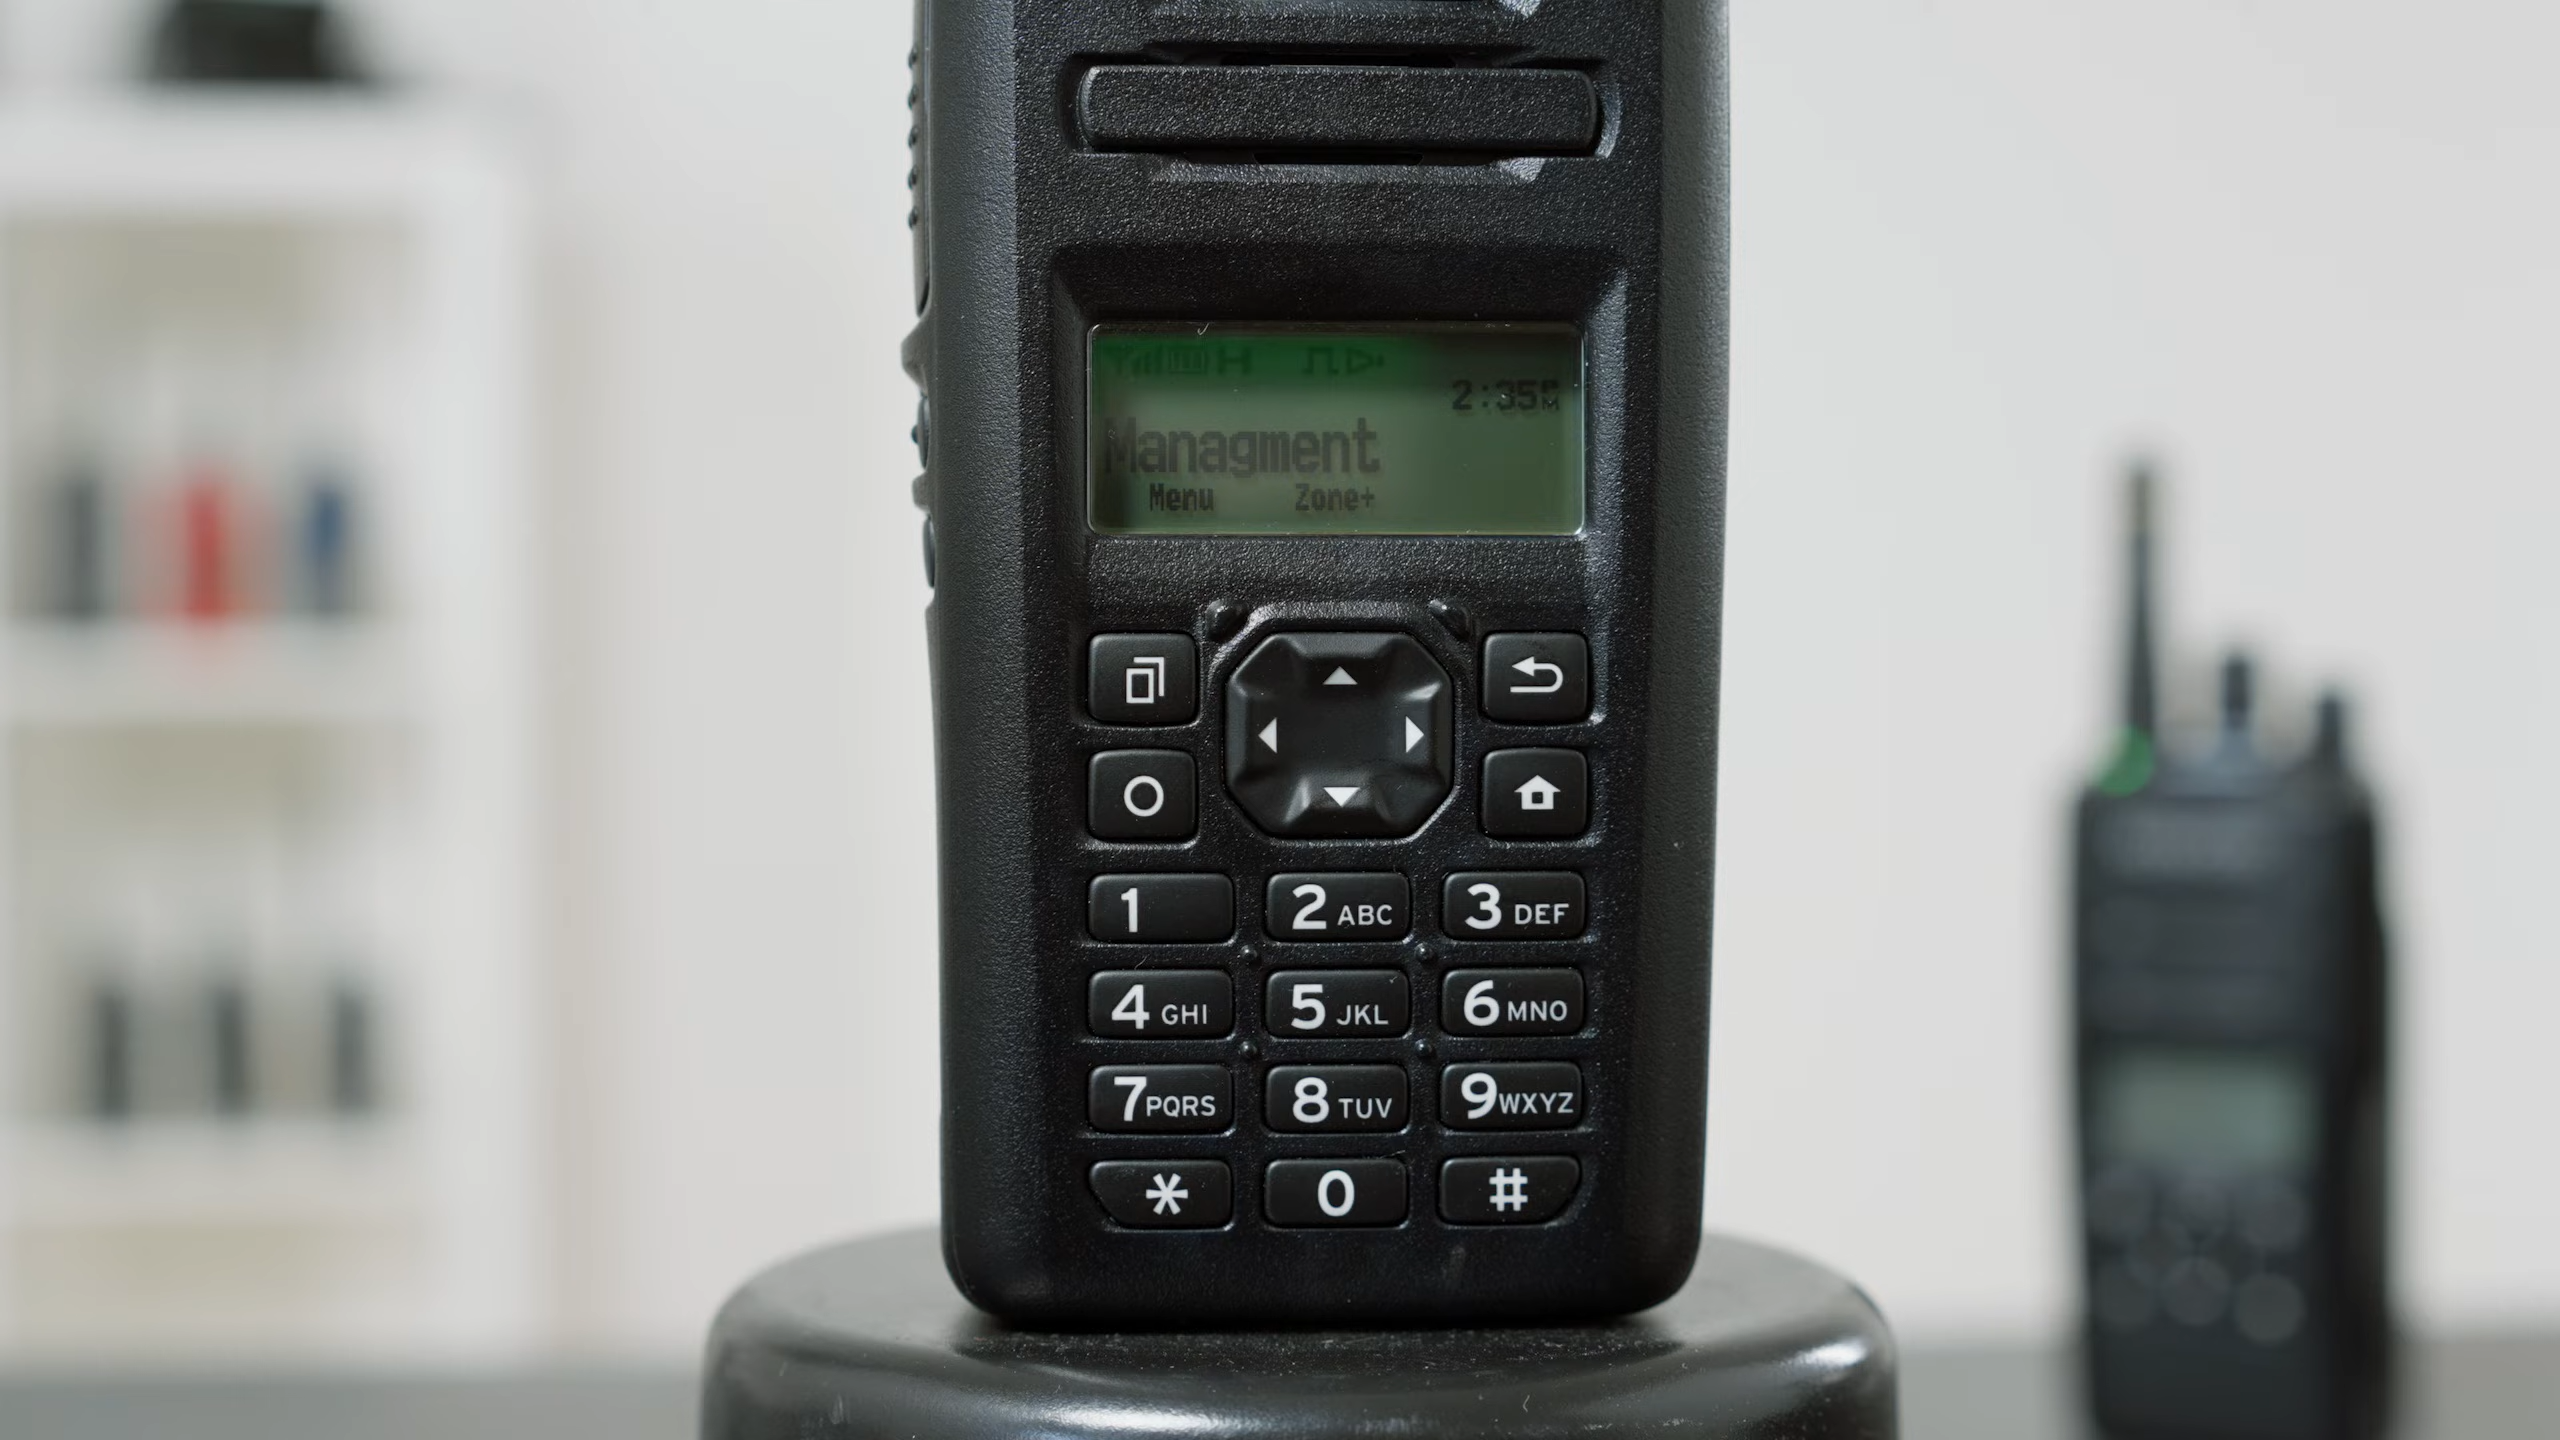 2:35PM
Managment
Menu Zone+
1 2 ABC 3 DEF
4 GHI 5 JKL 6 MNO
7 PQRS 8 TUV 9 WXYZ
* 0 #